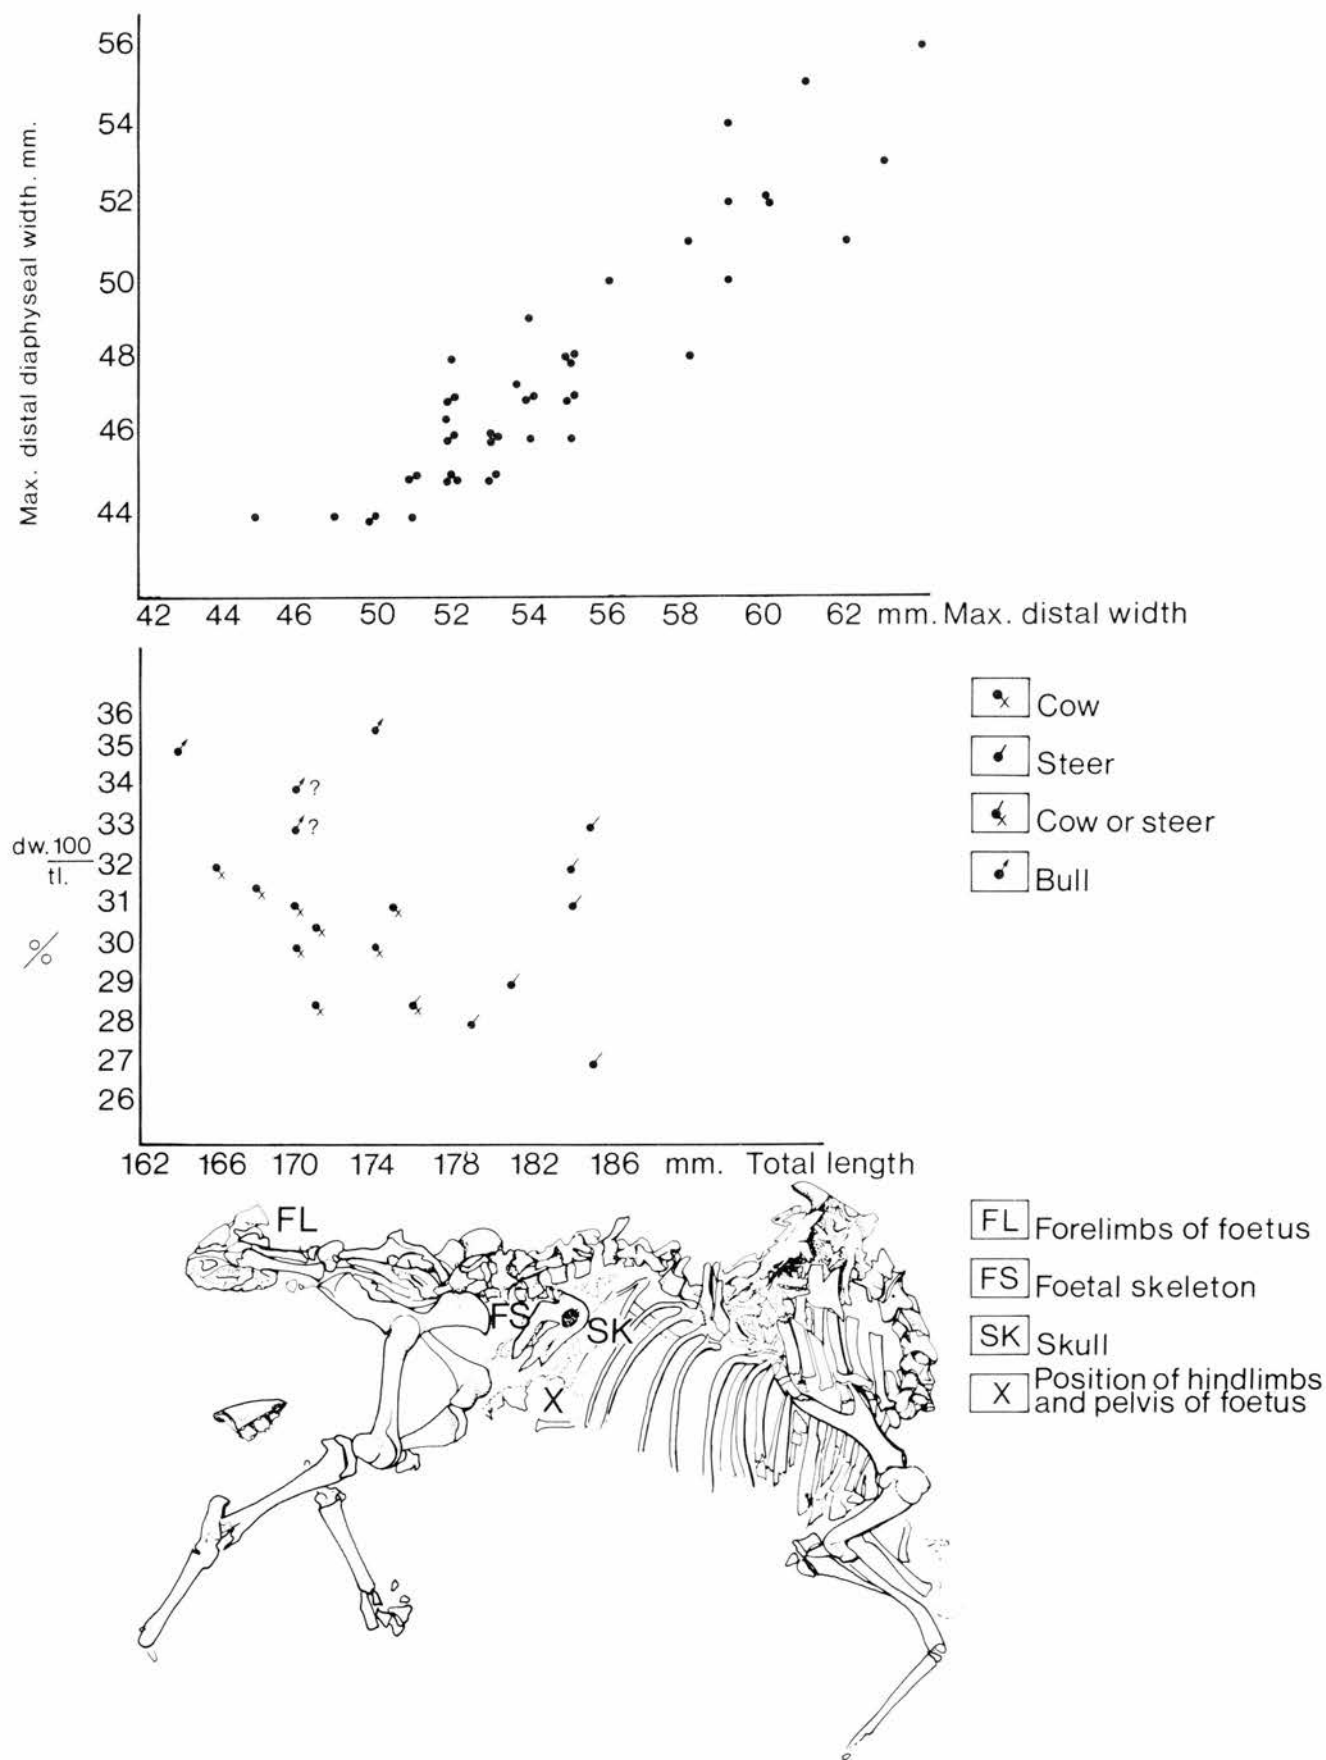 Max. distal diaphyseal width. mm.
56
54
52
50
48
46
44
42 44 46 50 52 54 56 58 60 62 mm. Max. distal width
36
35
34
33
32
31
30
29
28
27
26
dw.100
tl.
%
? 
?
162 166 170 174 178 182 186 mm. Total length
Cow
Steer
Cow or steer
Bull
FL
FS
SK
X
FL Forelimbs of foetus
FS Foetal skeleton
SK Skull
X Position of hindlimbs
and pelvis of foetus